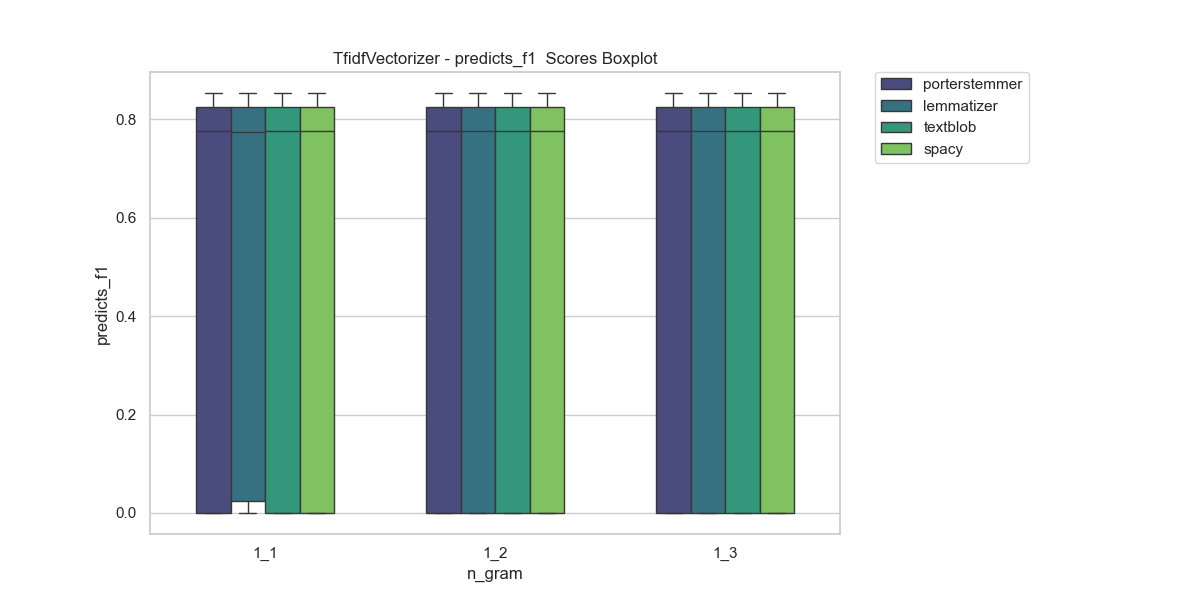 TfidfVectorizer - predicts_f1  Scores Boxplot
porterstemmer
lemmatizer
textblob
spacy
predicts_f1
0.8
0.6
0.4
0.2
0.0
1_1
1_2
1_3
n_gram